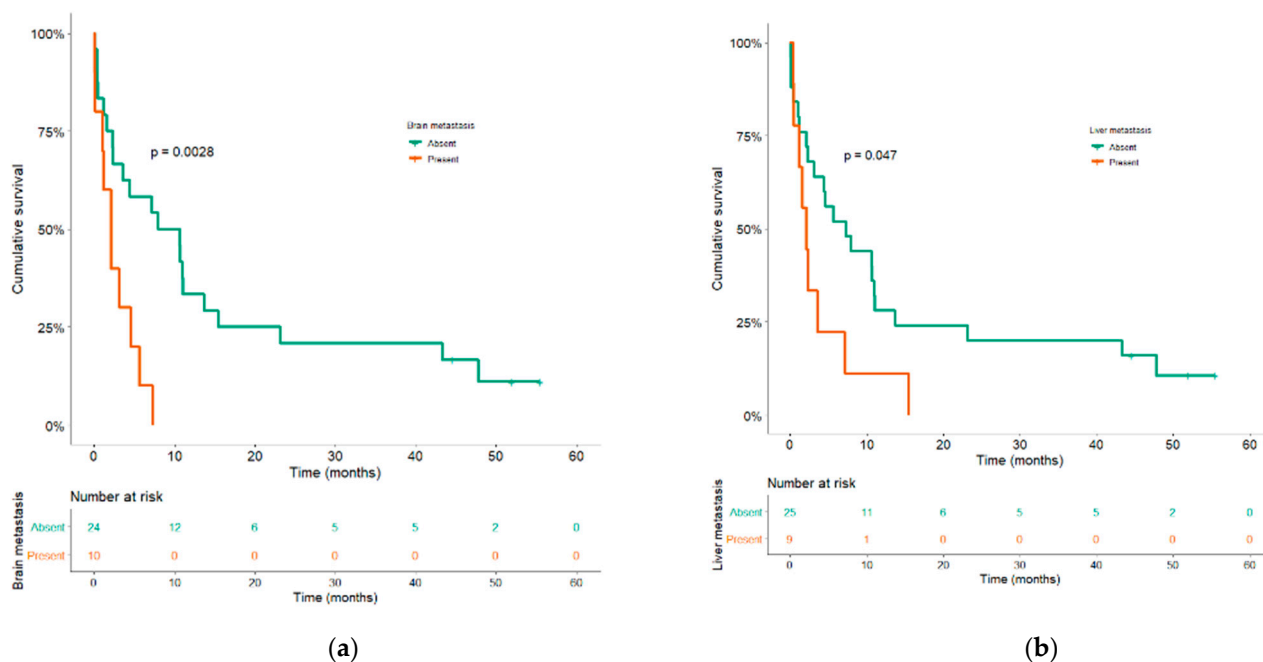 100%
75%
50%
25%
0%
Cumulative survival
p = 0.0028
Brain metastasis
Absent
Present
0 10 20 30 40 50 60
Time (months)
Number at risk
Brain metastasis
Absent 24 12 6 5 5 2 0
Present 10 0 0 0 0 0 0
0 10 20 30 40 50 60
Time (months)
(a)
100%
75%
50%
25%
0%
Cumulative survival
p = 0.047
Liver metastasis
Absent
Present
0 10 20 30 40 50 60
Time (months)
Number at risk
Liver metastasis
Absent 25 11 6 5 5 2 0
Present 9 1 0 0 0 0 0
0 10 20 30 40 50 60
Time (months)
(b)